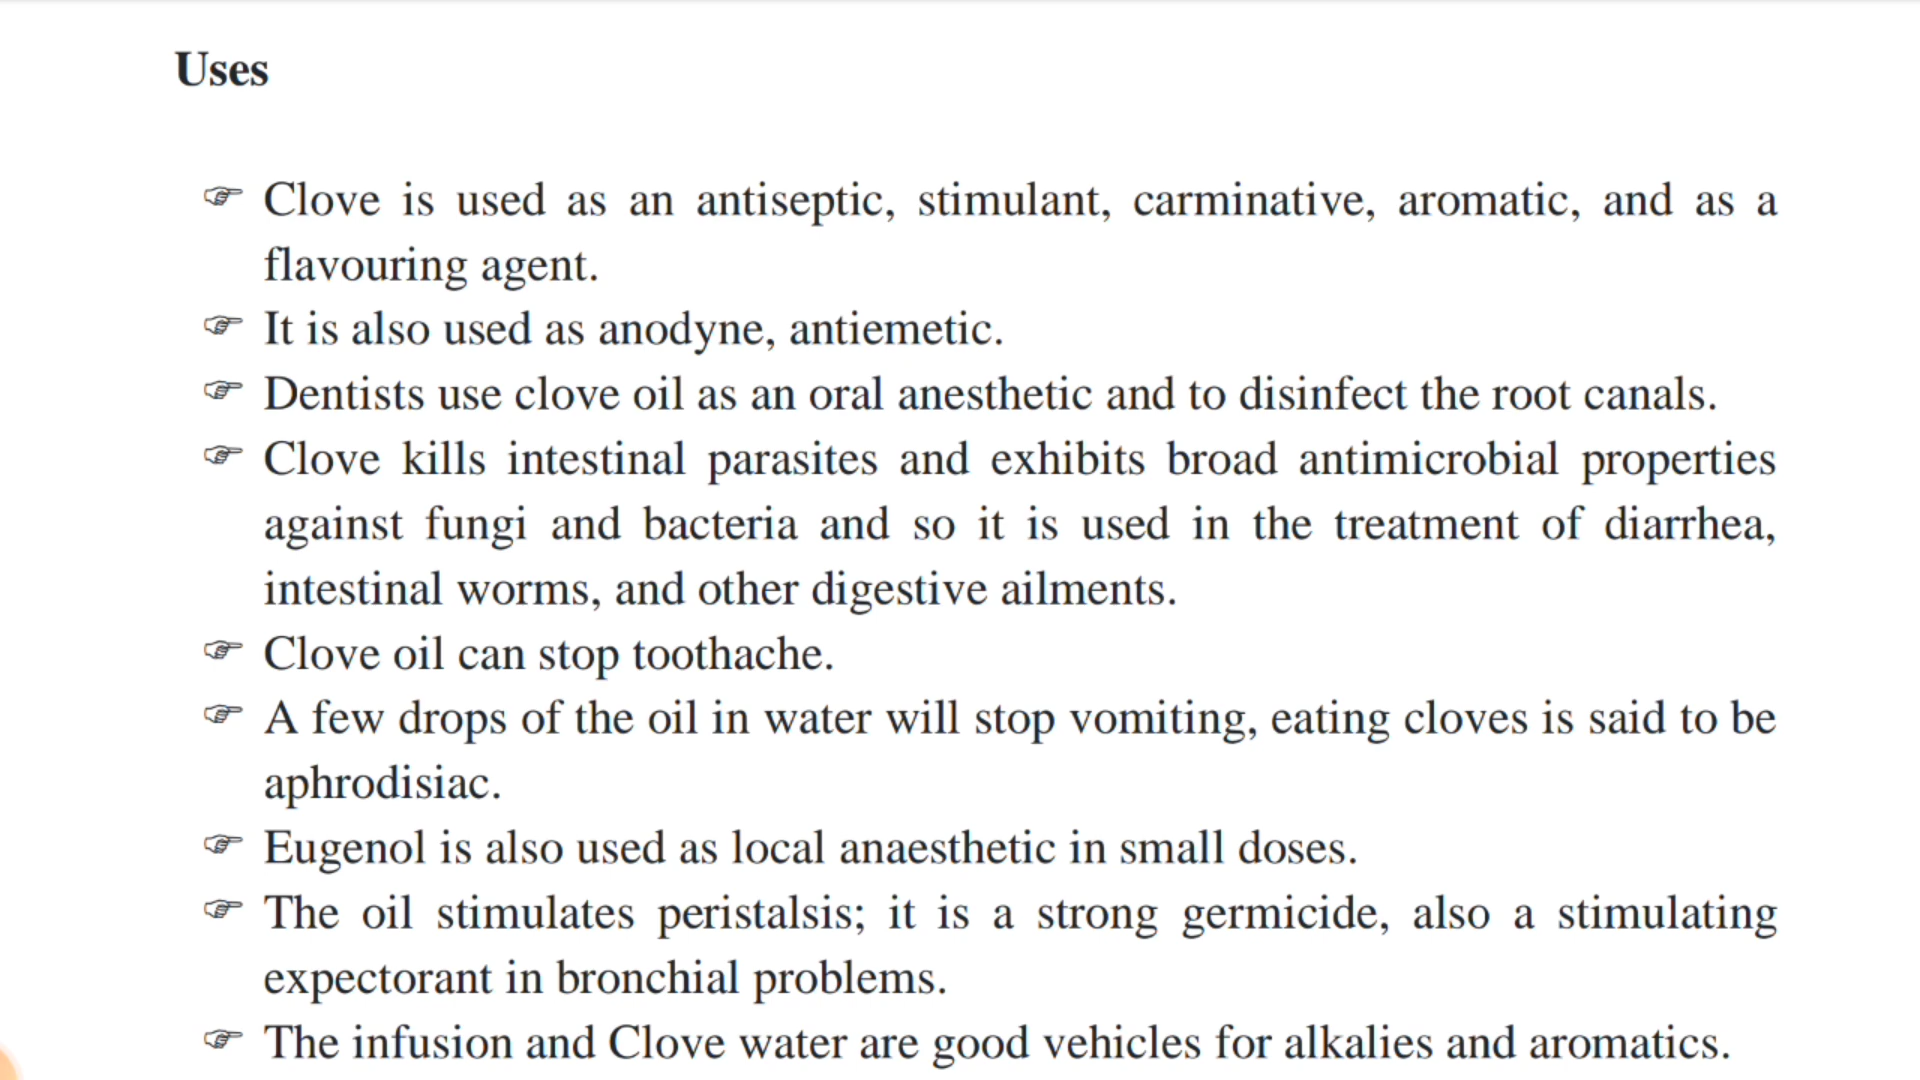 Uses
☞ Clove is used as an antiseptic, stimulant, carminative, aromatic, and as a
flavouring agent.
☞ It is also used as anodyne, antiemetic.
☞ Dentists use clove oil as an oral anesthetic and to disinfect the root canals.
☞ Clove kills intestinal parasites and exhibits broad antimicrobial properties
against fungi and bacteria and so it is used in the treatment of diarrhea,
intestinal worms, and other digestive ailments.
☞ Clove oil can stop toothache.
☞ A few drops of the oil in water will stop vomiting, eating cloves is said to be
aphrodisiac.
☞ Eugenol is also used as local anaesthetic in small doses.
☞ The oil stimulates peristalsis; it is a strong germicide, also a stimulating
expectorant in bronchial problems.
☞ The infusion and Clove water are good vehicles for alkalies and aromatics.